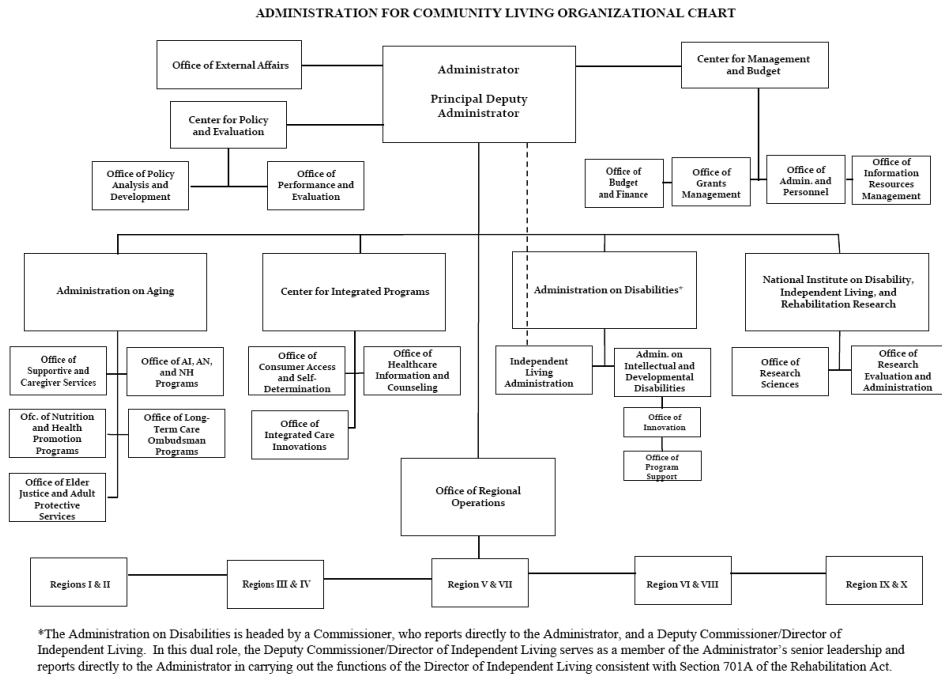 ADMINISTRATION FOR COMMUNITY LIVING ORGANIZATIONAL CHART
Office of External Affairs
Administrator
Principal Deputy
Administrator
Center for Management
and Budget
Center for Policy
and Evaluation
Office of Policy
Analysis and
Development
Office of
Performance and
Evaluation
Office of
Budget
and Finance
Office of
Grants
Management
Office of
Admin. and
Personnel
Office of
Information
Resources
Management
Administration on Aging
Center for Integrated Programs
Administration on Disabilities*
National Institute on Disability,
Independent Living, and
Rehabilitation Research
Office of
Supportive and
Caregiver Services
Office of AI, AN,
and NH
Programs
Ofc. of Nutrition
and Health
Promotion
Programs
Office of Long-
Term Care
Ombudsman
Programs
Office of Elder
Justice and Adult
Protective
Services
Office of
Consumer Access
and Self-
Determination
Office of
Healthcare
Information and
Counseling
Office of
Integrated Care
Innovations
Independent
Living
Administration
Admin. on
Intellectual and
Developmental
Disabilities
Office of
Innovation
Office of
Program
Support
Office of
Research
Sciences
Office of
Research
Evaluation and
Administration
Office of Regional
Operations
Regions I & II
Regions III & IV
Region V & VII
Region VI & VIII
Region IX & X
*The Administration on Disabilities is headed by a Commissioner, who reports directly to the Administrator, and a Deputy Commissioner/Director of
Independent Living. In this dual role, the Deputy Commissioner/Director of Independent Living serves as a member of the Administrator's senior leadership and
reports directly to the Administrator in carrying out the functions of the Director of Independent Living consistent with Section 701A of the Rehabilitation Act.